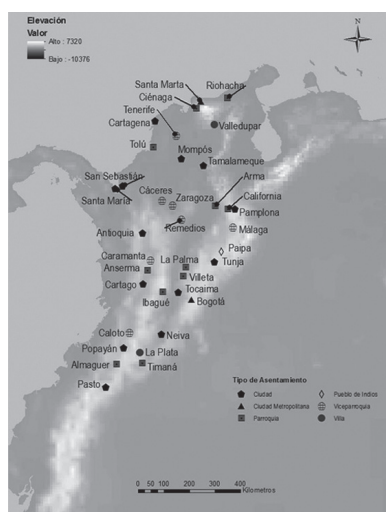 Elevación
Valor
Alto : 7320
Bajo : -10376
N
Santa Marta
Riohacha
Ciénaga
Tenerife
Cartagena
Valledupar
Tolú
Mompós
Tamalameque
San Sebastián
Cáceres
Arma
Zaragoza
California
Santa María
Pamplona
Remedios
Antioquia
Málaga
Caramanta
La Palma
Paipa
Anserma
Tunja
Villeta
Cartago
Tocaima
Ibagué
Bogotá
Caloto
Neiva
Popayán
La Plata
Almaguer
Timaná
Pasto
Tipo de Asentamiento
Ciudad
Pueblo de Indios
Ciudad Metropolitana
Viceparroquia
Parroquia
Villa
0 50 100 200 300 400
Kilometros